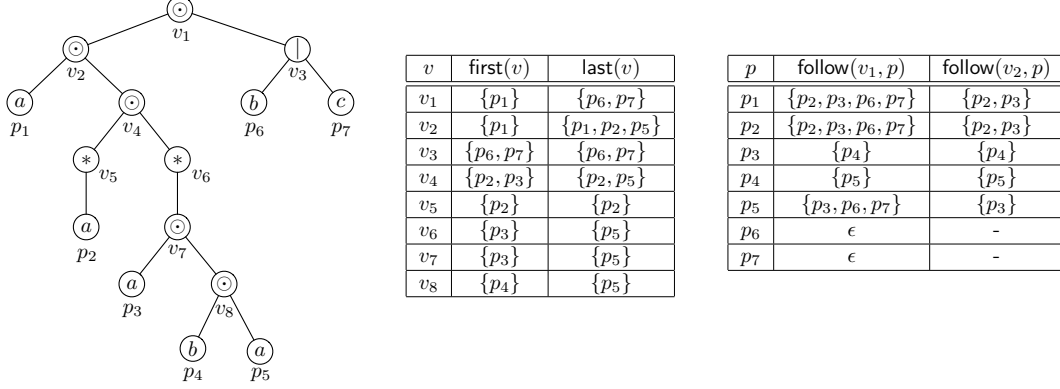 ⊙
v1
⊙
v2
|
v3
a
p1
⊙
v4
b
p6
c
p7
*
v5
*
v6
a
p2
⊙
v7
a
p3
⊙
v8
b
p4
a
p5
v first(v) last(v)
v1 {p1} {p6, p7}
v2 {p1} {p1, p2, p5}
v3 {p6, p7} {p6, p7}
v4 {p2, p3} {p2, p5}
v5 {p2} {p2}
v6 {p3} {p5}
v7 {p3} {p5}
v8 {p4} {p5}
p follow(v1, p) follow(v2, p)
p1 {p2, p3, p6, p7} {p2, p3}
p2 {p2, p3, p6, p7} {p2, p3}
p3 {p4} {p4}
p4 {p5} {p5}
p5 {p3, p6, p7} {p3}
p6 ϵ -
p7 ϵ -